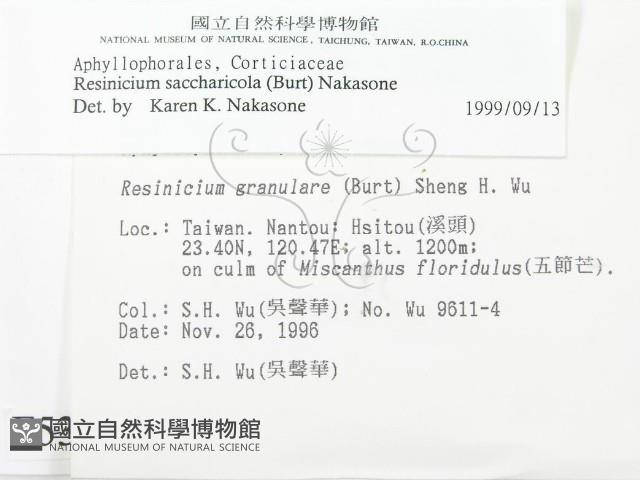 國立自然科學博物館
NATIONAL MUSEUM OF NATURAL SCIENCE, TAICHUNG, TAIWAN, R.O.CHINA
Aphyllophorales, Corticiaceae
Resinicium saccharicola (Burt) Nakasone
Det. by Karen K. Nakasone 1999/09/13
Resinicium granulare (Burt) Sheng H. Wu
Loc.: Taiwan. Nantou; Hsitou(溪頭)
23.40N, 120.47E; alt. 1200m;
on culm of Miscanthus floridulus(五節芒).
Col.: S.H. Wu(吳聲華); No. Wu 9611-4
Date: Nov. 26, 1996
Det.: S.H. Wu(吳聲華)
國立自然科學博物館
NATIONAL MUSEUM OF NATURAL SCIENCE